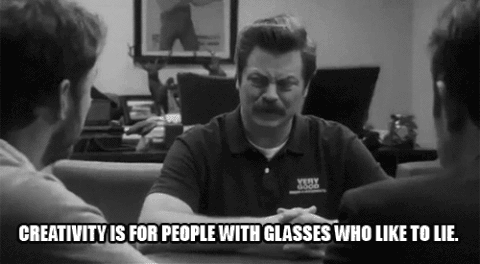 VERY
GOOD
CREATIVITY IS FOR PEOPLE WITH GLASSES WHO LIKE TO LIE.